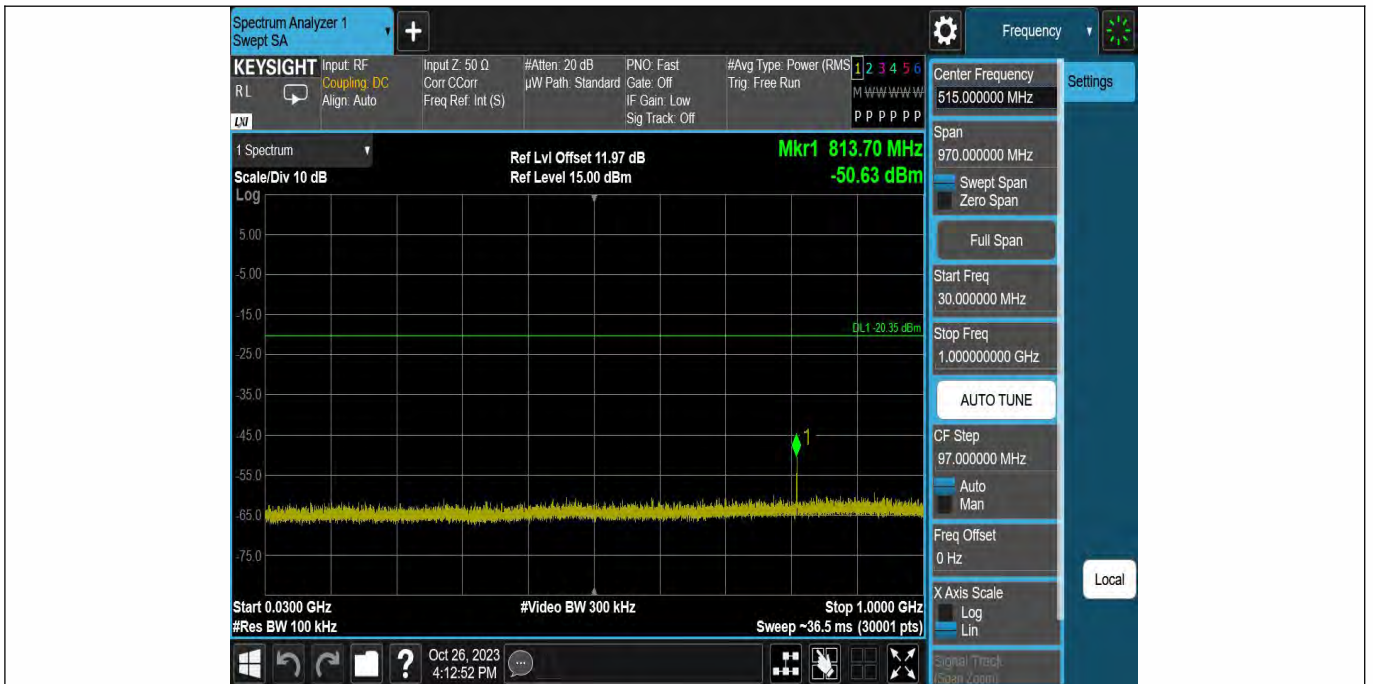 Spectrum Analyzer 1
Swept SA
Frequency
KEYSIGHT
RL
LXI
Input: RF
Coupling: DC
Align: Auto
Input Z: 50 Ω
Corr CCorr
Freq Ref: Int (S)
#Atten: 20 dB
µW Path: Standard
PNO: Fast
Gate: Off
IF Gain: Low
Sig Track: Off
#Avg Type: Power (RMS
Trig: Free Run
1 2 3 4 5 6
M W W W W W
P P P P P P
Center Frequency
515.000000 MHz
Settings
Span
970.000000 MHz
Swept Span
Zero Span
Full Span
Start Freq
30.000000 MHz
Stop Freq
1.000000000 GHz
AUTO TUNE
CF Step
97.000000 MHz
Auto
Man
Freq Offset
0 Hz
X Axis Scale
Log
Lin
Signal Track
(Span Zoom)
Local
1 Spectrum
Scale/Div 10 dB
Log
Ref Lvl Offset 11.97 dB
Ref Level 15.00 dBm
Mkr1 813.70 MHz
-50.63 dBm
5.00
-5.00
-15.0
DL1 -20.35 dBm
-25.0
-35.0
-45.0
1
-55.0
-65.0
-75.0
Start 0.0300 GHz
#Video BW 300 kHz
Stop 1.0000 GHz
#Res BW 100 kHz
Sweep ~36.5 ms (30001 pts)
?
Oct 26, 2023
4:12:52 PM